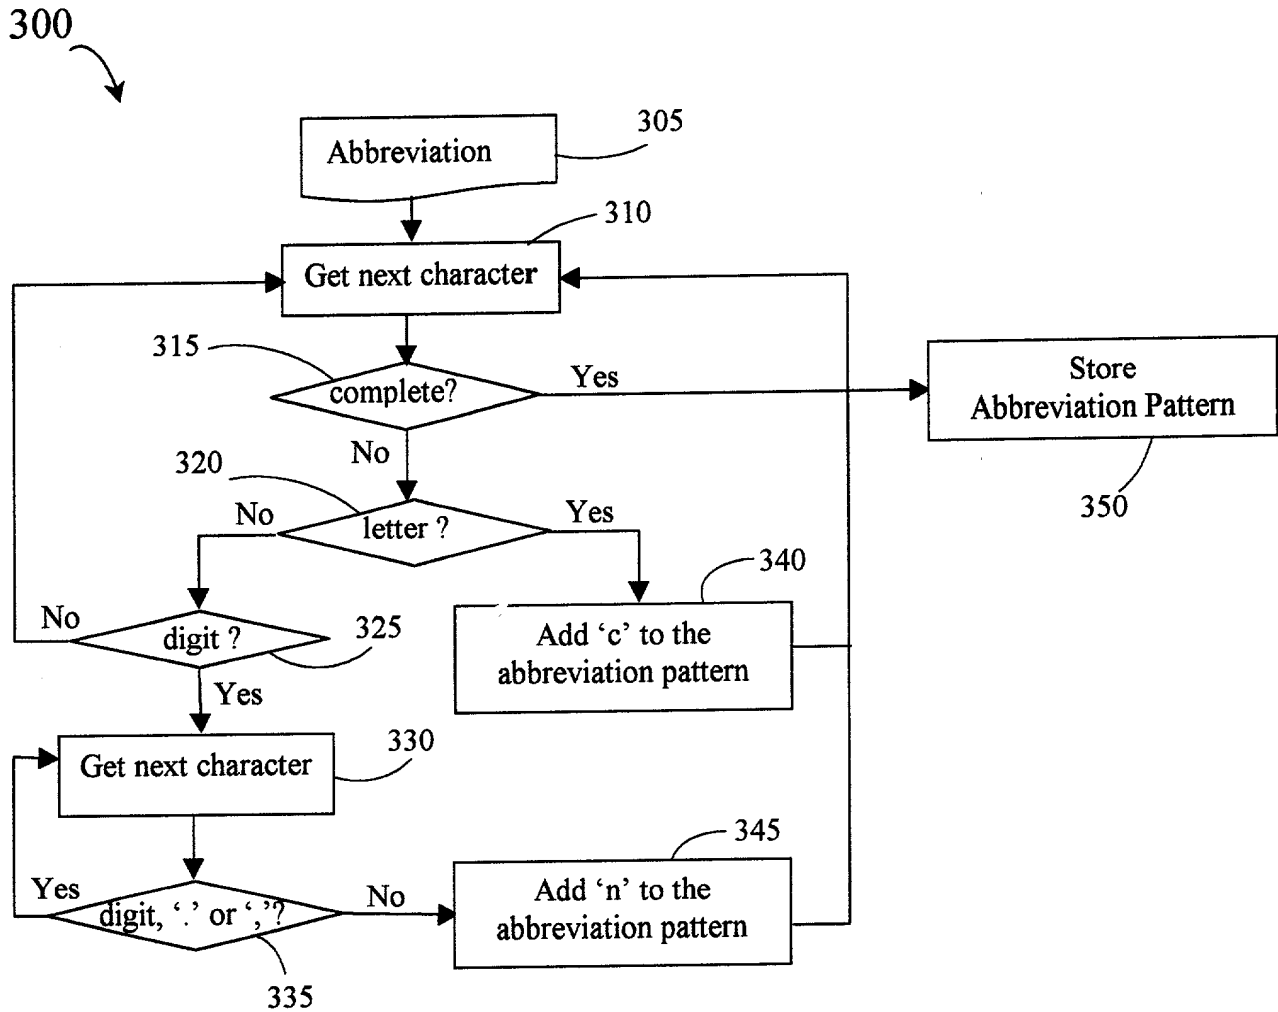 300
Abbreviation
305
310
Get next character
315
complete?
Yes
Store
Abbreviation Pattern
350
No
320
No
letter ?
Yes
340
No
digit ?
325
Add ‘c’ to the
abbreviation pattern
Yes
330
Get next character
345
Yes
digit, ‘.’ or ‘,’?
No
Add ‘n’ to the
abbreviation pattern
335